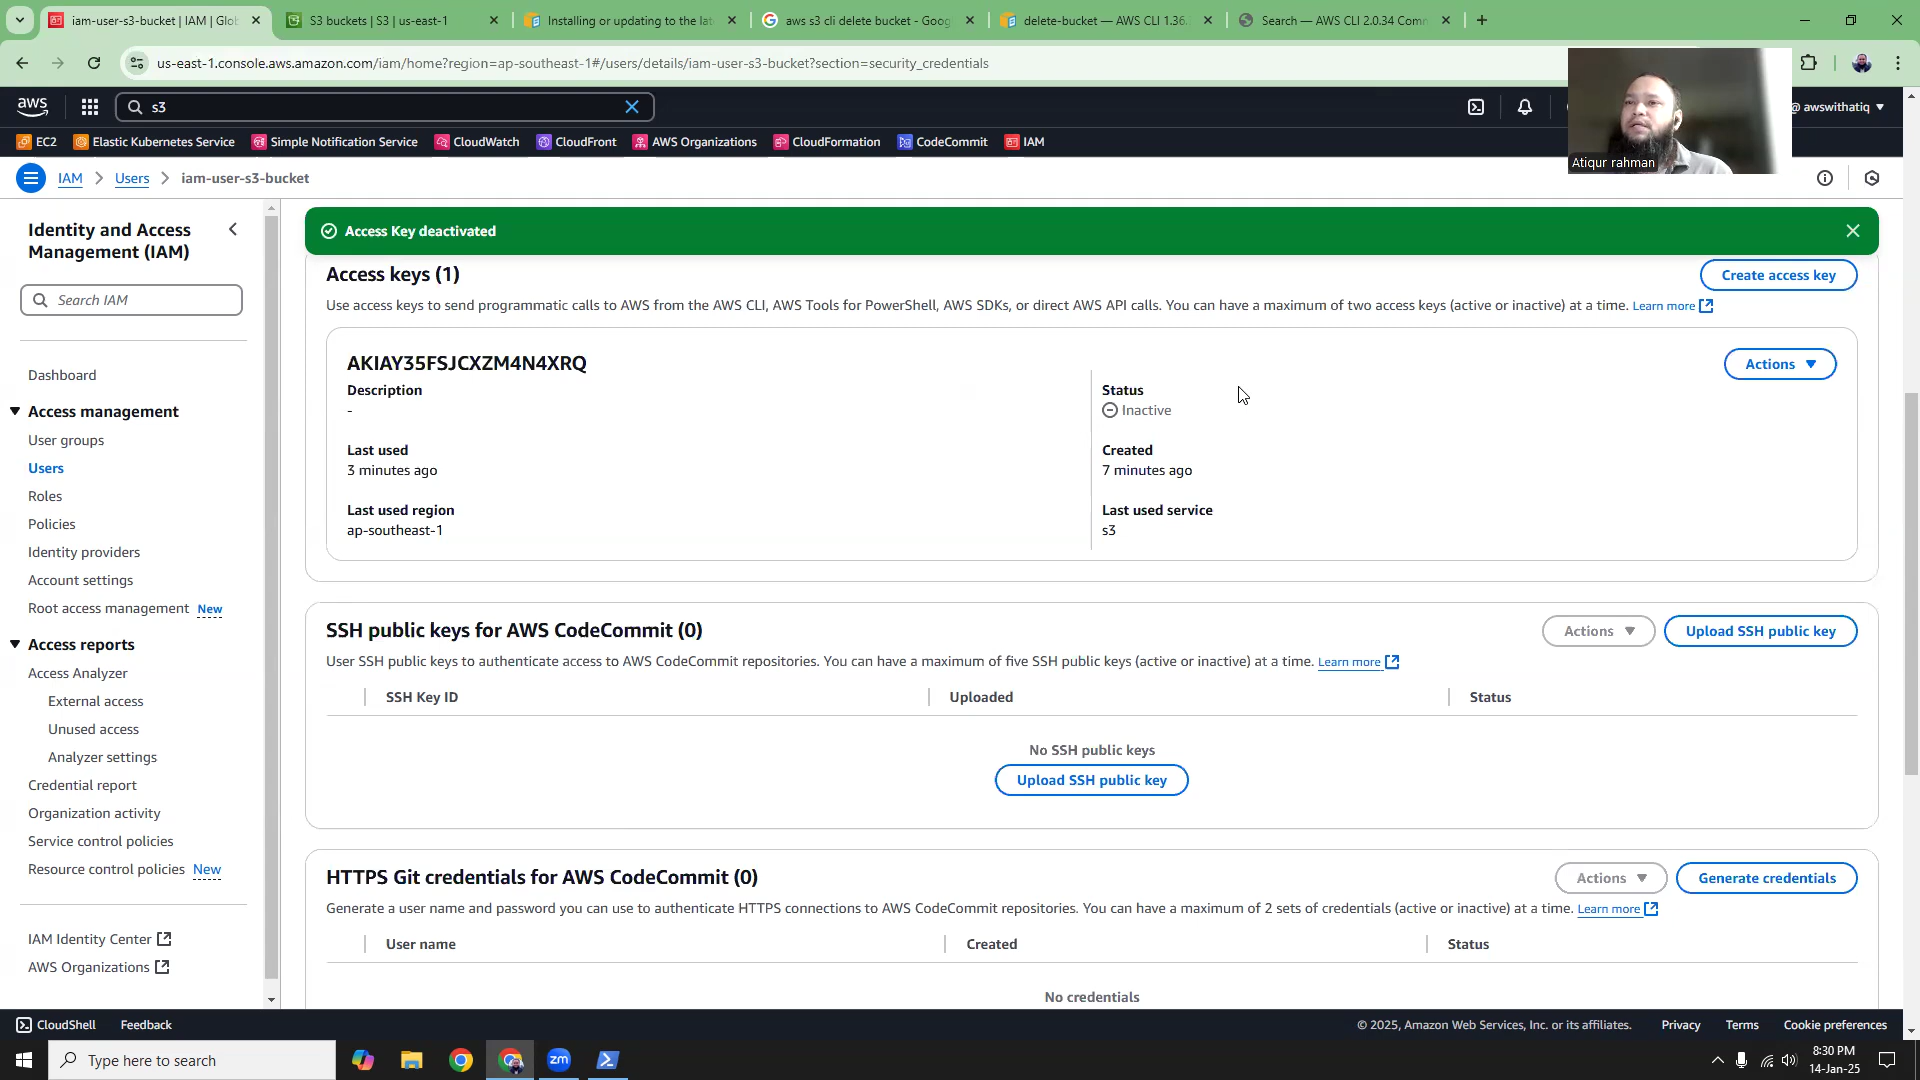 iam-user-s3-bucket | IAM | Glob
S3 buckets | S3 | us-east-1
Installing or updating to the lat
aws s3 cli delete bucket - Goog
delete-bucket — AWS CLI 1.36.
Search — AWS CLI 2.0.34 Com
us-east-1.console.aws.amazon.com/iam/home?region=ap-southeast-1#/users/details/iam-user-s3-bucket?section=security_credentials
aws
s3
@ awswithatiq
EC2
Elastic Kubernetes Service
Simple Notification Service
CloudWatch
CloudFront
AWS Organizations
CloudFormation
CodeCommit
IAM
Atiqur rahman
IAM
Users
iam-user-s3-bucket
Identity and Access
Management (IAM)
Search IAM
Dashboard
Access management
User groups
Users
Roles
Policies
Identity providers
Account settings
Root access management New
Access reports
Access Analyzer
External access
Unused access
Analyzer settings
Credential report
Organization activity
Service control policies
Resource control policies New
IAM Identity Center
AWS Organizations
Access Key deactivated
Access keys (1)
Create access key
Use access keys to send programmatic calls to AWS from the AWS CLI, AWS Tools for PowerShell, AWS SDKs, or direct AWS API calls. You can have a maximum of two access keys (active or inactive) at a time. Learn more
AKIAY35FSJCXZM4N4XRQ
Actions
Description
-
Status
Inactive
Last used
3 minutes ago
Created
7 minutes ago
Last used region
ap-southeast-1
Last used service
s3
SSH public keys for AWS CodeCommit (0)
Actions
Upload SSH public key
User SSH public keys to authenticate access to AWS CodeCommit repositories. You can have a maximum of five SSH public keys (active or inactive) at a time. Learn more
SSH Key ID
Uploaded
Status
No SSH public keys
Upload SSH public key
HTTPS Git credentials for AWS CodeCommit (0)
Actions
Generate credentials
Generate a user name and password you can use to authenticate HTTPS connections to AWS CodeCommit repositories. You can have a maximum of 2 sets of credentials (active or inactive) at a time. Learn more
User name
Created
Status
No credentials
CloudShell
Feedback
© 2025, Amazon Web Services, Inc. or its affiliates.
Privacy
Terms
Cookie preferences
Type here to search
zm
8:30 PM
14-Jan-25